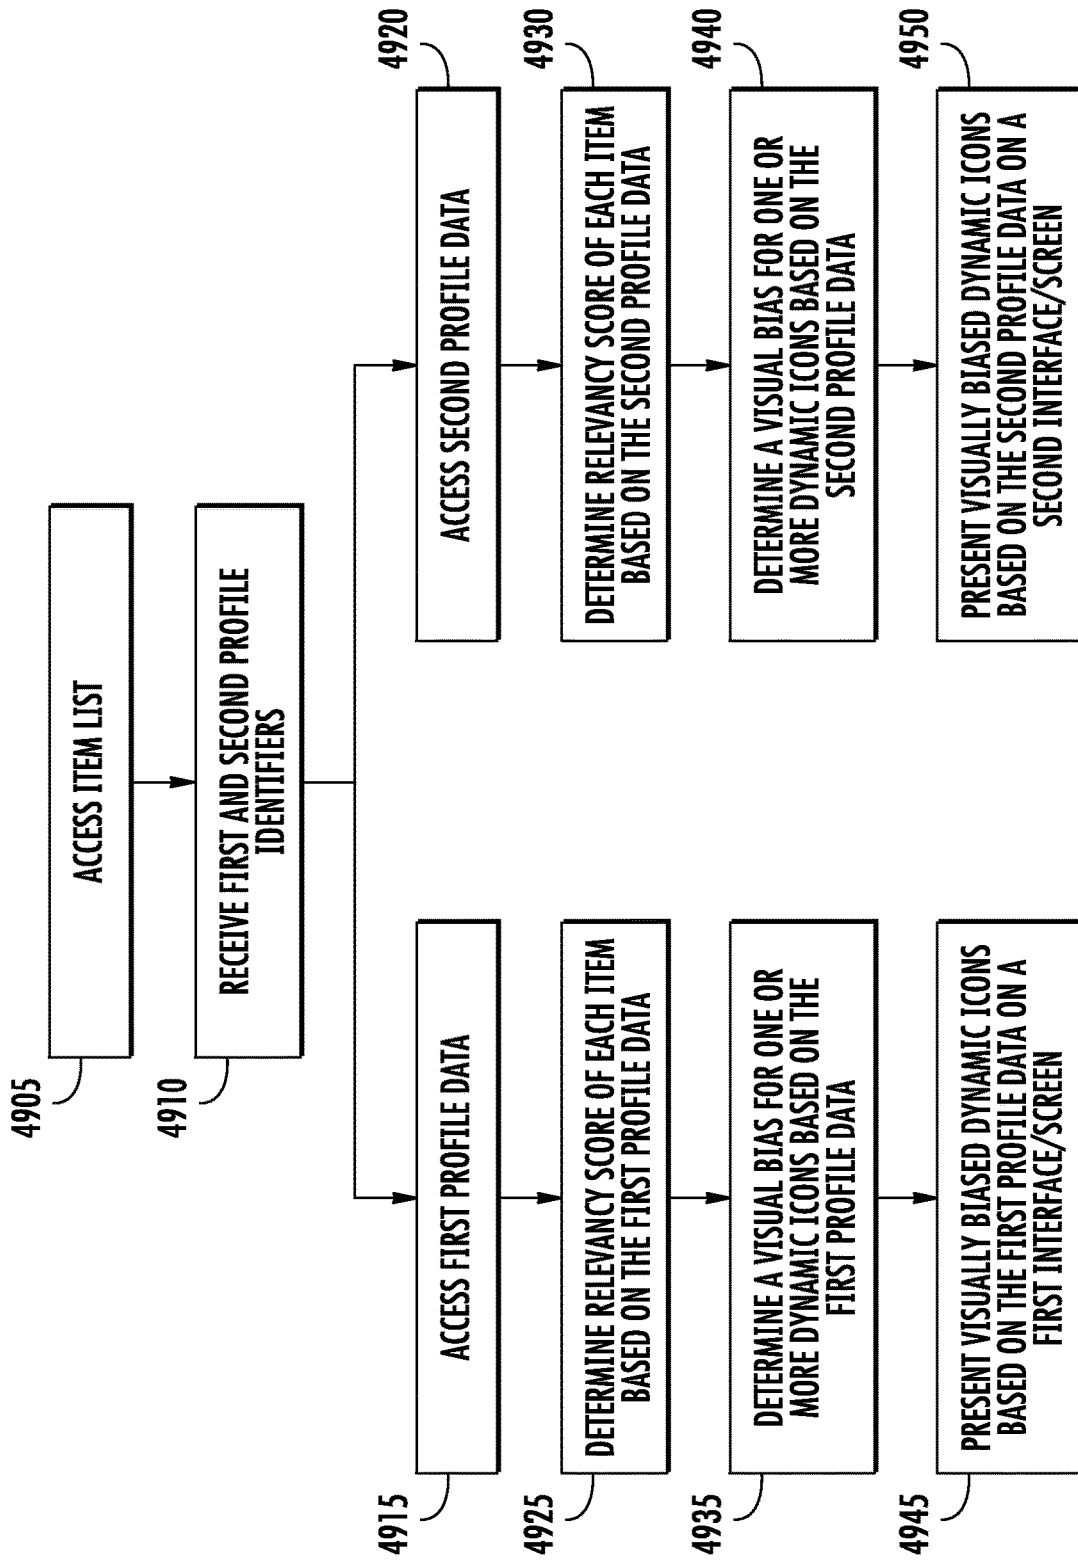 4905
ACCESS ITEM LIST
4910
RECEIVE FIRST AND SECOND PROFILE
IDENTIFIERS
4915
ACCESS FIRST PROFILE DATA
4920
ACCESS SECOND PROFILE DATA
4925
DETERMINE RELEVANCY SCORE OF EACH ITEM
BASED ON THE FIRST PROFILE DATA
4930
DETERMINE RELEVANCY SCORE OF EACH ITEM
BASED ON THE SECOND PROFILE DATA
4935
DETERMINE A VISUAL BIAS FOR ONE OR
MORE DYNAMIC ICONS BASED ON THE
FIRST PROFILE DATA
4940
DETERMINE A VISUAL BIAS FOR ONE OR
MORE DYNAMIC ICONS BASED ON THE
SECOND PROFILE DATA
4945
PRESENT VISUALLY BIASED DYNAMIC ICONS
BASED ON THE FIRST PROFILE DATA ON A
FIRST INTERFACE/SCREEN
4950
PRESENT VISUALLY BIASED DYNAMIC ICONS
BASED ON THE SECOND PROFILE DATA ON A
SECOND INTERFACE/SCREEN